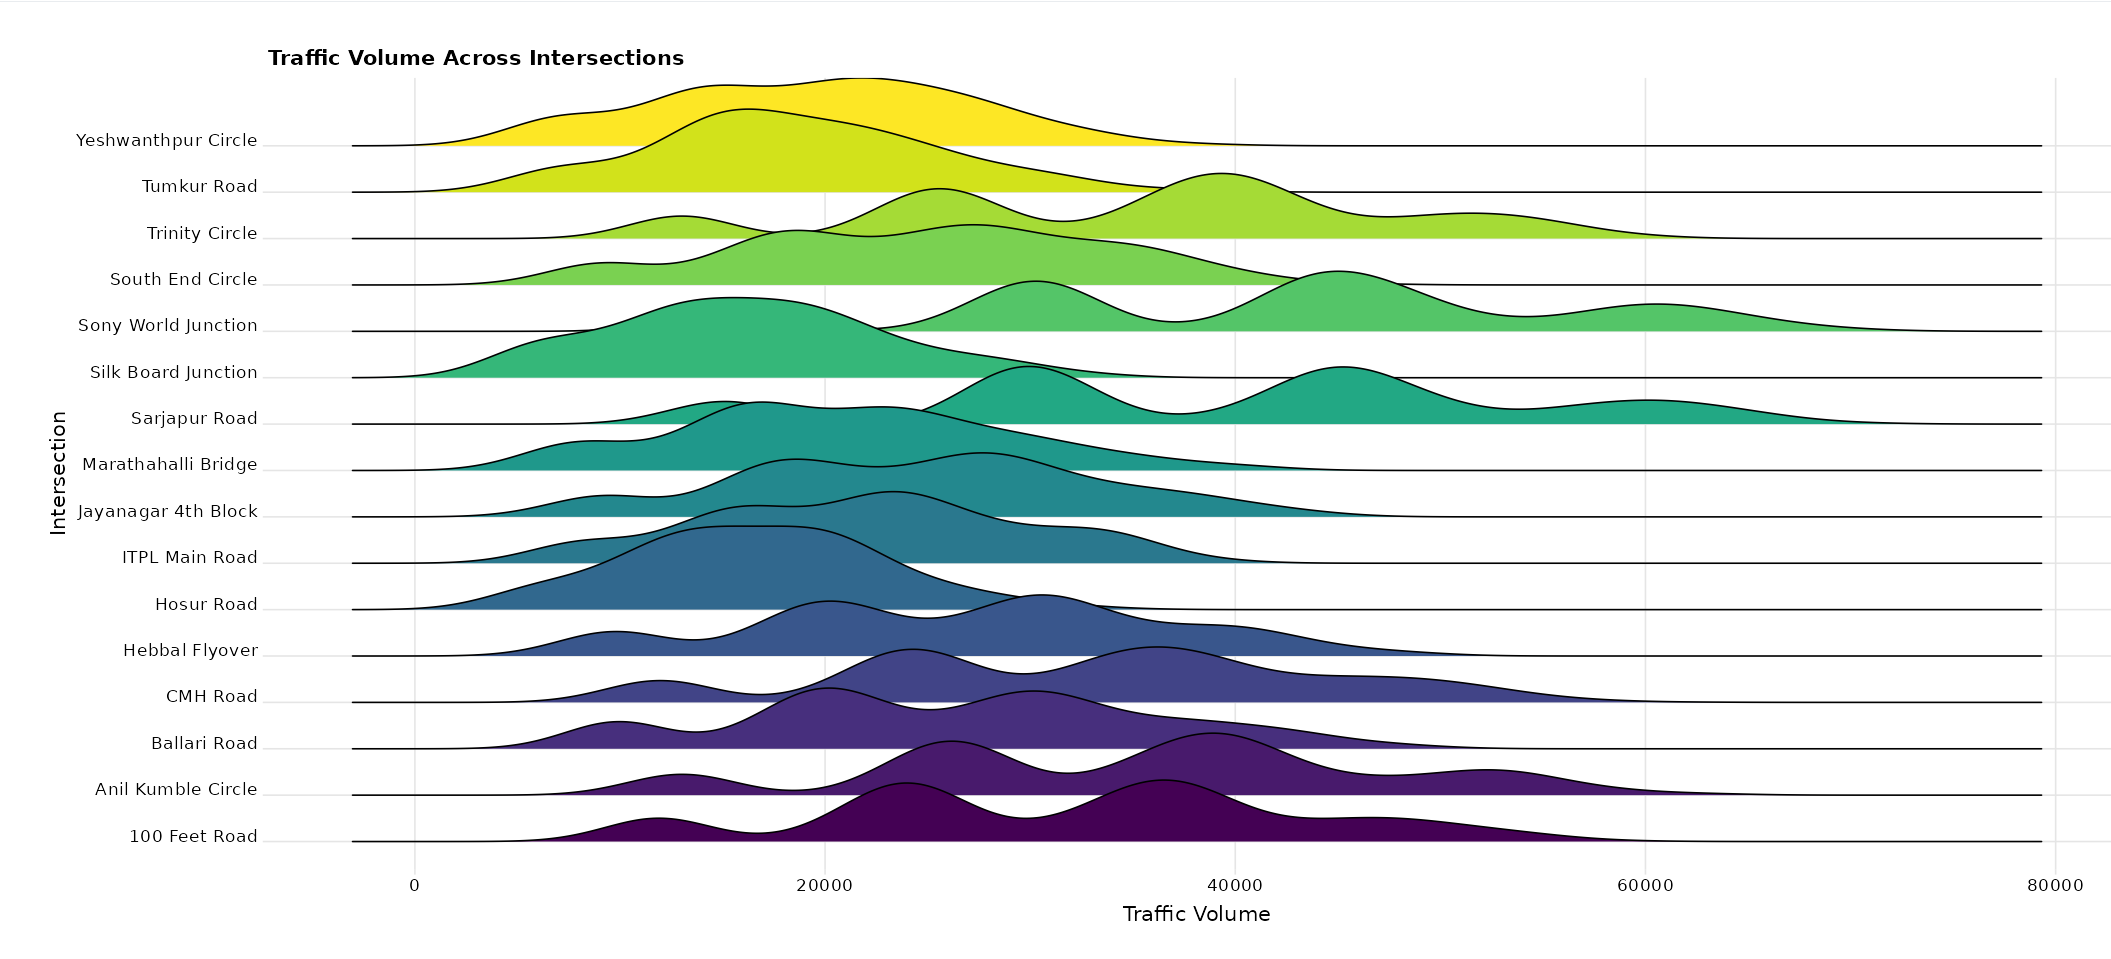 Traffic Volume Across Intersections
Yeshwanthpur Circle
Tumkur Road
Trinity Circle
South End Circle
Sony World Junction
Silk Board Junction
Sarjapur Road
Marathahalli Bridge
Jayanagar 4th Block
ITPL Main Road
Hosur Road
Hebbal Flyover
CMH Road
Ballari Road
Anil Kumble Circle
100 Feet Road
Intersection
0 20000 40000 60000 80000
Traffic Volume